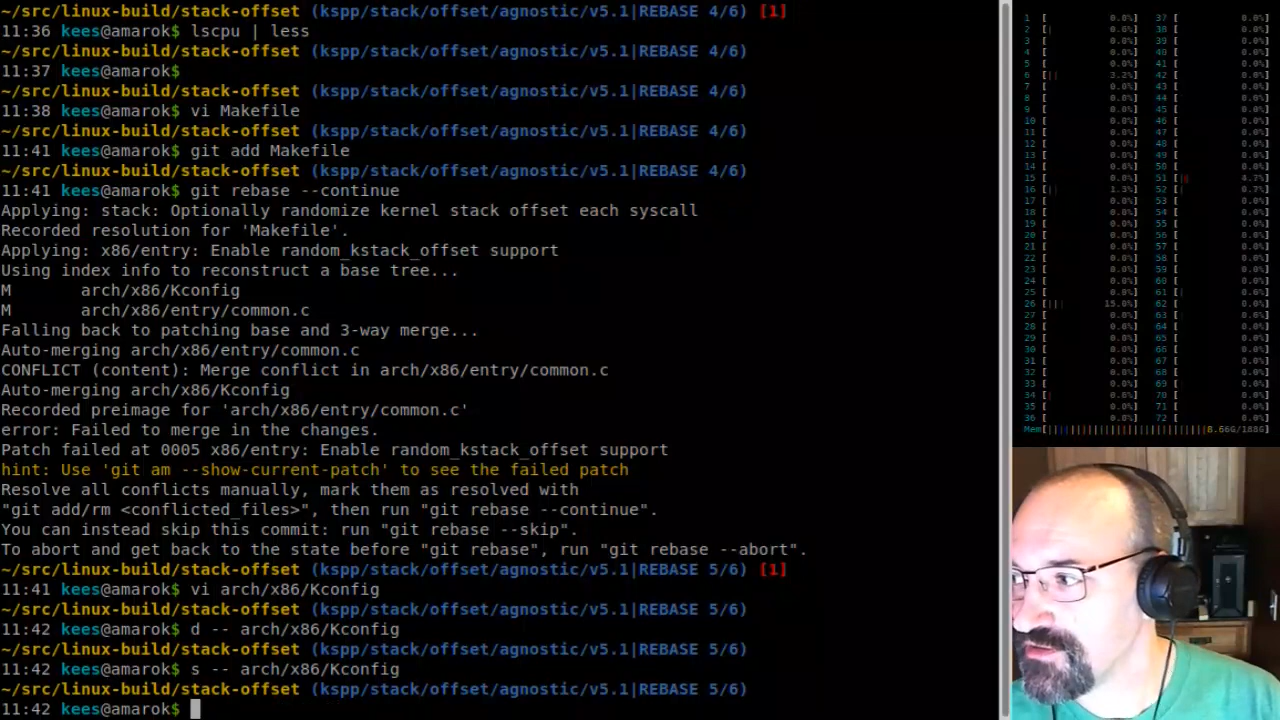 ~/src/linux-build/stack-offset (kspp/stack/offset/agnostic/v5.1|REBASE 4/6) [1]
11:36 kees@amarok$ lscpu | less
~/src/linux-build/stack-offset (kspp/stack/offset/agnostic/v5.1|REBASE 4/6)
11:37 kees@amarok$
~/src/linux-build/stack-offset (kspp/stack/offset/agnostic/v5.1|REBASE 4/6)
11:38 kees@amarok$ vi Makefile
~/src/linux-build/stack-offset (kspp/stack/offset/agnostic/v5.1|REBASE 4/6)
11:41 kees@amarok$ git add Makefile
~/src/linux-build/stack-offset (kspp/stack/offset/agnostic/v5.1|REBASE 4/6)
11:41 kees@amarok$ git rebase --continue
Applying: stack: Optionally randomize kernel stack offset each syscall
Recorded resolution for 'Makefile'.
Applying: x86/entry: Enable random_kstack_offset support
Using index info to reconstruct a base tree...
M       arch/x86/Kconfig
M       arch/x86/entry/common.c
Falling back to patching base and 3-way merge...
Auto-merging arch/x86/entry/common.c
CONFLICT (content): Merge conflict in arch/x86/entry/common.c
Auto-merging arch/x86/Kconfig
Recorded preimage for 'arch/x86/entry/common.c'
error: Failed to merge in the changes.
Patch failed at 0005 x86/entry: Enable random_kstack_offset support
hint: Use 'git am --show-current-patch' to see the failed patch
Resolve all conflicts manually, mark them as resolved with
"git add/rm <conflicted_files>", then run "git rebase --continue".
You can instead skip this commit: run "git rebase --skip".
To abort and get back to the state before "git rebase", run "git rebase --abort".
~/src/linux-build/stack-offset (kspp/stack/offset/agnostic/v5.1|REBASE 5/6) [1]
11:41 kees@amarok$ vi arch/x86/Kconfig
~/src/linux-build/stack-offset (kspp/stack/offset/agnostic/v5.1|REBASE 5/6)
11:42 kees@amarok$ d -- arch/x86/Kconfig
~/src/linux-build/stack-offset (kspp/stack/offset/agnostic/v5.1|REBASE 5/6)
11:42 kees@amarok$ s -- arch/x86/Kconfig
~/src/linux-build/stack-offset (kspp/stack/offset/agnostic/v5.1|REBASE 5/6)
11:42 kees@amarok$